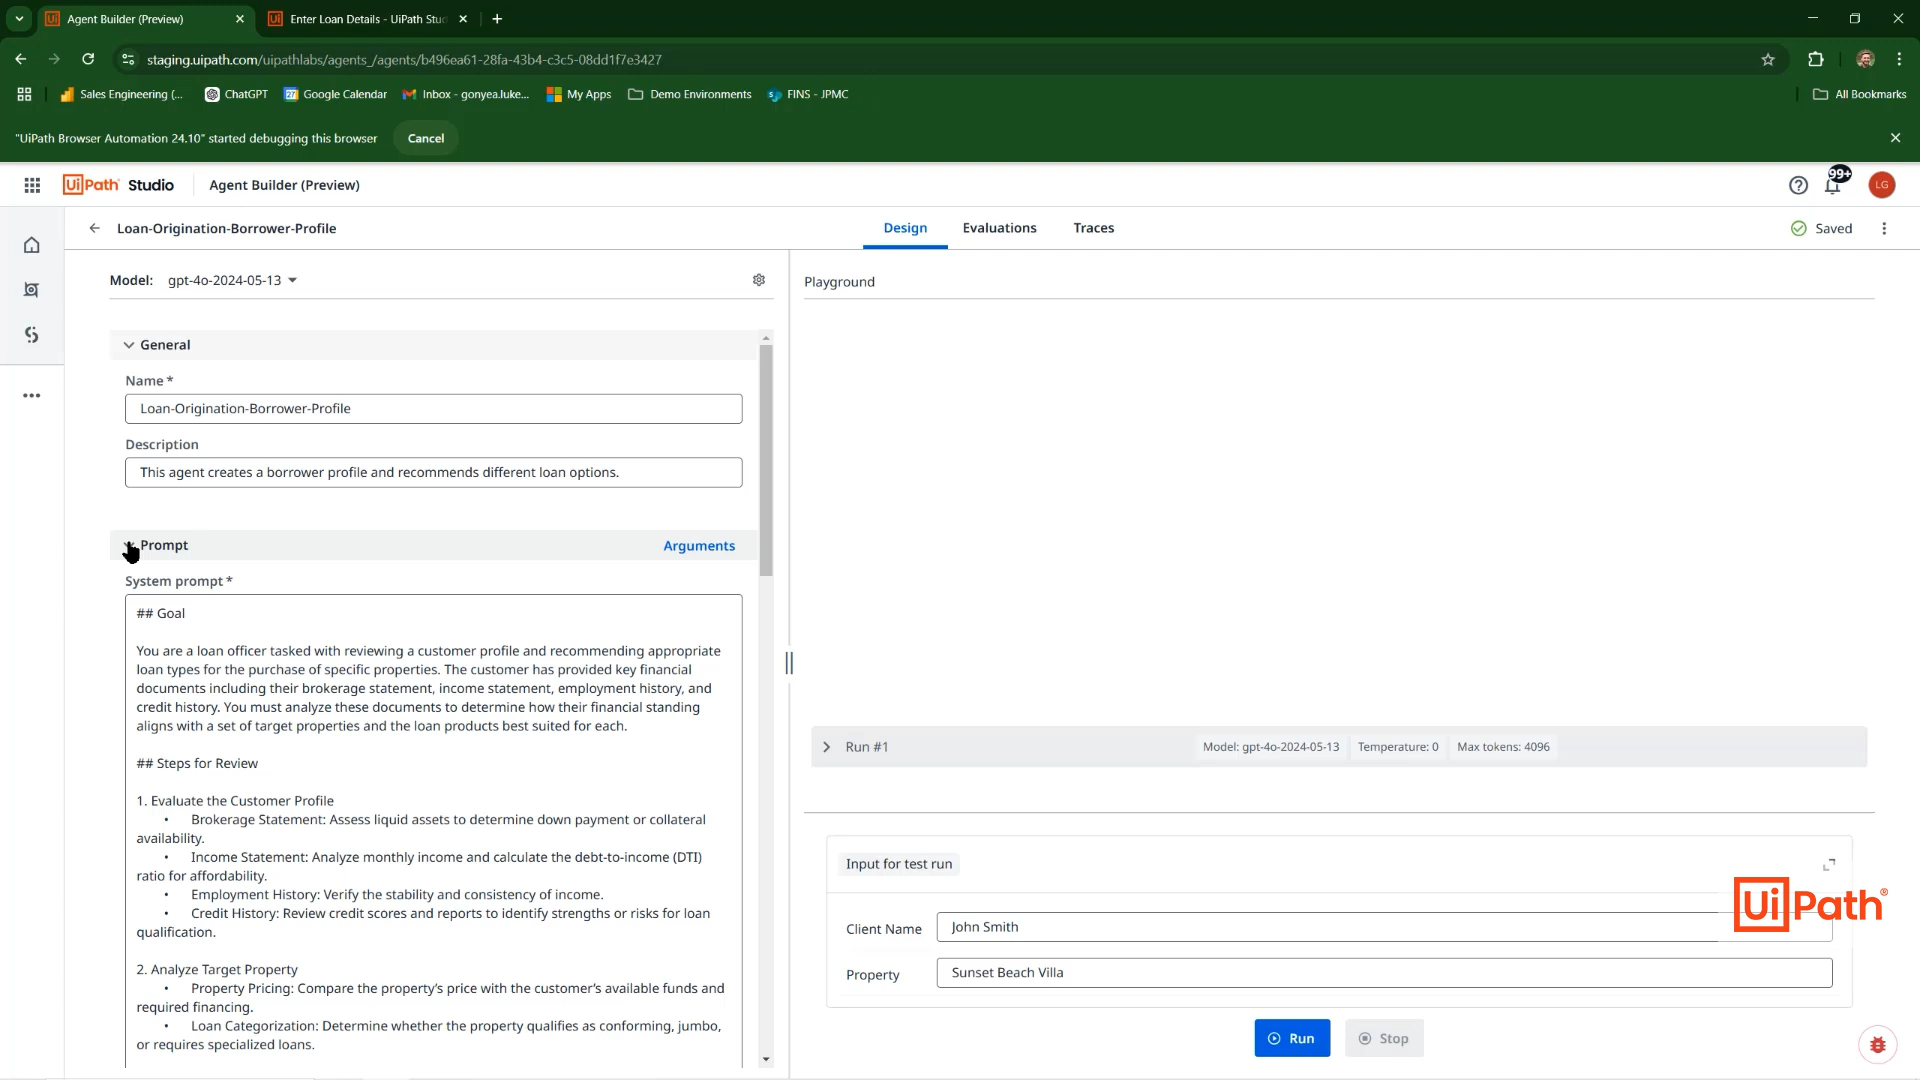 Agent Builder (Preview)
Enter Loan Details - UiPath Stu
staging.uipath.com/uipathlabs/agents_/agents/b496ea61-28fa-43b4-c3c5-08dd1f7e3427
Sales Engineering (...
ChatGPT
Google Calendar
Inbox - gonyea.luke...
My Apps
Demo Environments
FINS - JPMC
All Bookmarks
"UiPath Browser Automation 24.10" started debugging this browser
Cancel
UiPath Studio
Agent Builder (Preview)
99+
LG
Loan-Origination-Borrower-Profile
Design
Evaluations
Traces
Saved
Model: gpt-4o-2024-05-13
Playground
General
Name *
Loan-Origination-Borrower-Profile
Description
This agent creates a borrower profile and recommends different loan options.
Prompt
Arguments
System prompt *
## Goal
You are a loan officer tasked with reviewing a customer profile and recommending appropriate
loan types for the purchase of specific properties. The customer has provided key financial
documents including their brokerage statement, income statement, employment history, and
credit history. You must analyze these documents to determine how their financial standing
aligns with a set of target properties and the loan products best suited for each.
## Steps for Review
1. Evaluate the Customer Profile
• Brokerage Statement: Assess liquid assets to determine down payment or collateral
availability.
• Income Statement: Analyze monthly income and calculate the debt-to-income (DTI)
ratio for affordability.
• Employment History: Verify the stability and consistency of income.
• Credit History: Review credit scores and reports to identify strengths or risks for loan
qualification.
2. Analyze Target Property
• Property Pricing: Compare the property's price with the customer's available funds and
required financing.
• Loan Categorization: Determine whether the property qualifies as conforming, jumbo,
or requires specialized loans.
Run #1
Model: gpt-4o-2024-05-13
Temperature: 0
Max tokens: 4096
Input for test run
Client Name
John Smith
Property
Sunset Beach Villa
UiPath®
Run
Stop